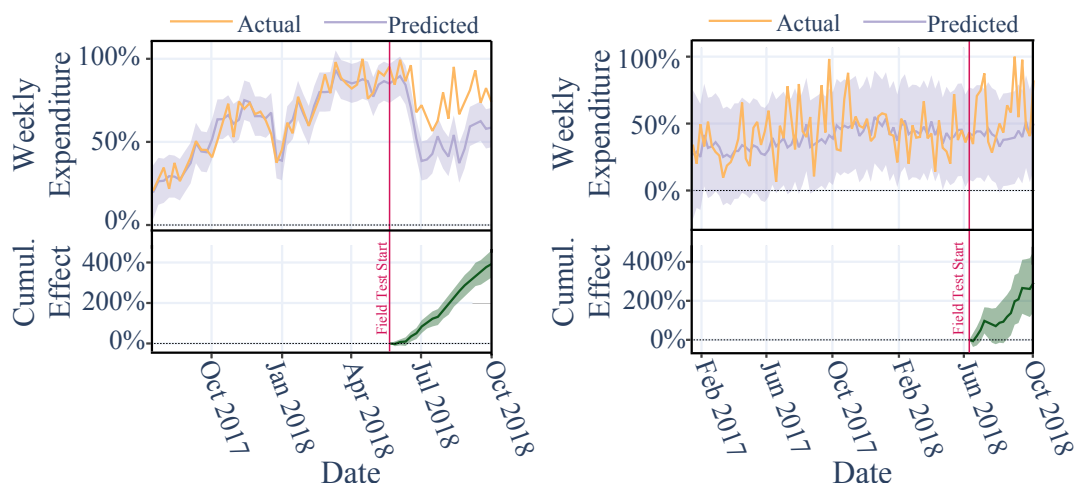 Actual Predicted
Weekly
Expenditure
100%
50%
0%
Cumul.
Effect
400%
200%
0%
Field Test Start
Oct 2017
Jan 2018
Apr 2018
Jul 2018
Oct 2018
Date
Actual Predicted
Weekly
Expenditure
100%
50%
0%
Cumul.
Effect
400%
200%
0%
Field Test Start
Feb 2017
Jun 2017
Oct 2017
Feb 2018
Jun 2018
Oct 2018
Date